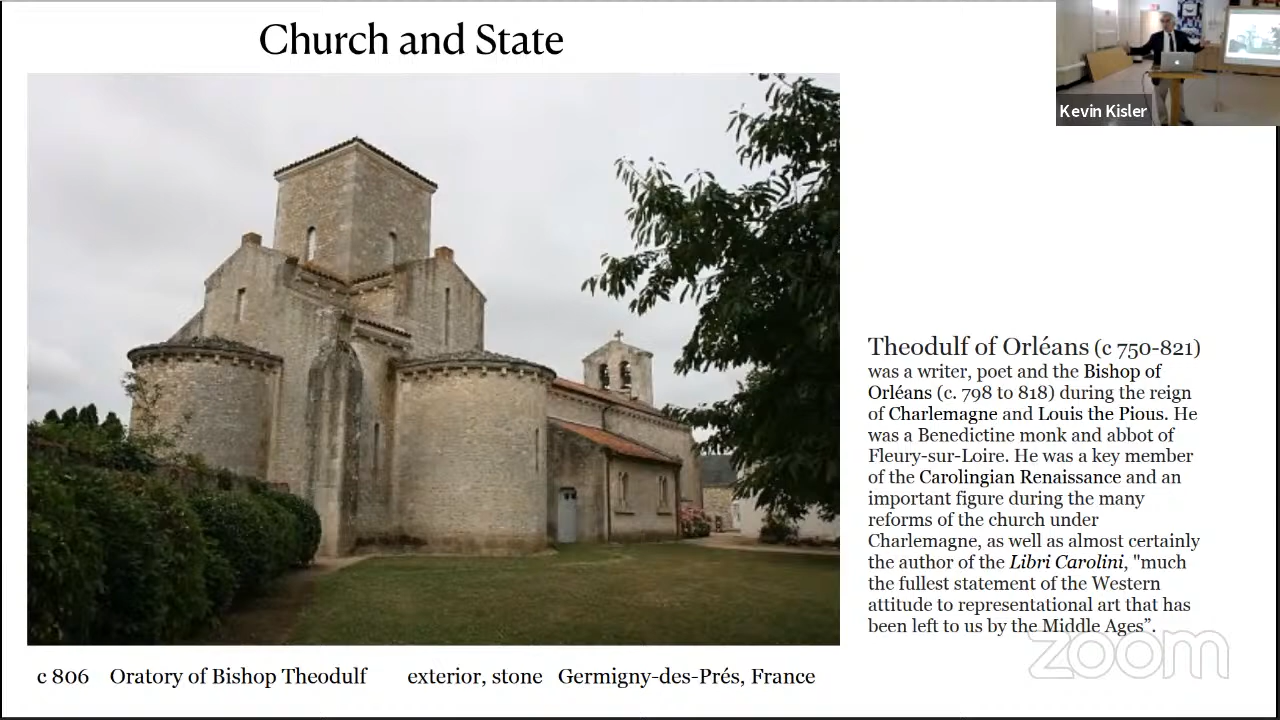 Church and State
Kevin Kisler
Theodulf of Orléans (c 750-821)
was a writer, poet and the Bishop of
Orléans (c. 798 to 818) during the reign
of Charlemagne and Louis the Pious. He
was a Benedictine monk and abbot of
Fleury-sur-Loire. He was a key member
of the Carolingian Renaissance and an
important figure during the many
reforms of the church under
Charlemagne, as well as almost certainly
the author of the Libri Carolini, "much
the fullest statement of the Western
attitude to representational art that has
been left to us by the Middle Ages”.
zoom
c 806 Oratory of Bishop Theodulf exterior, stone Germigny-des-Prés, France